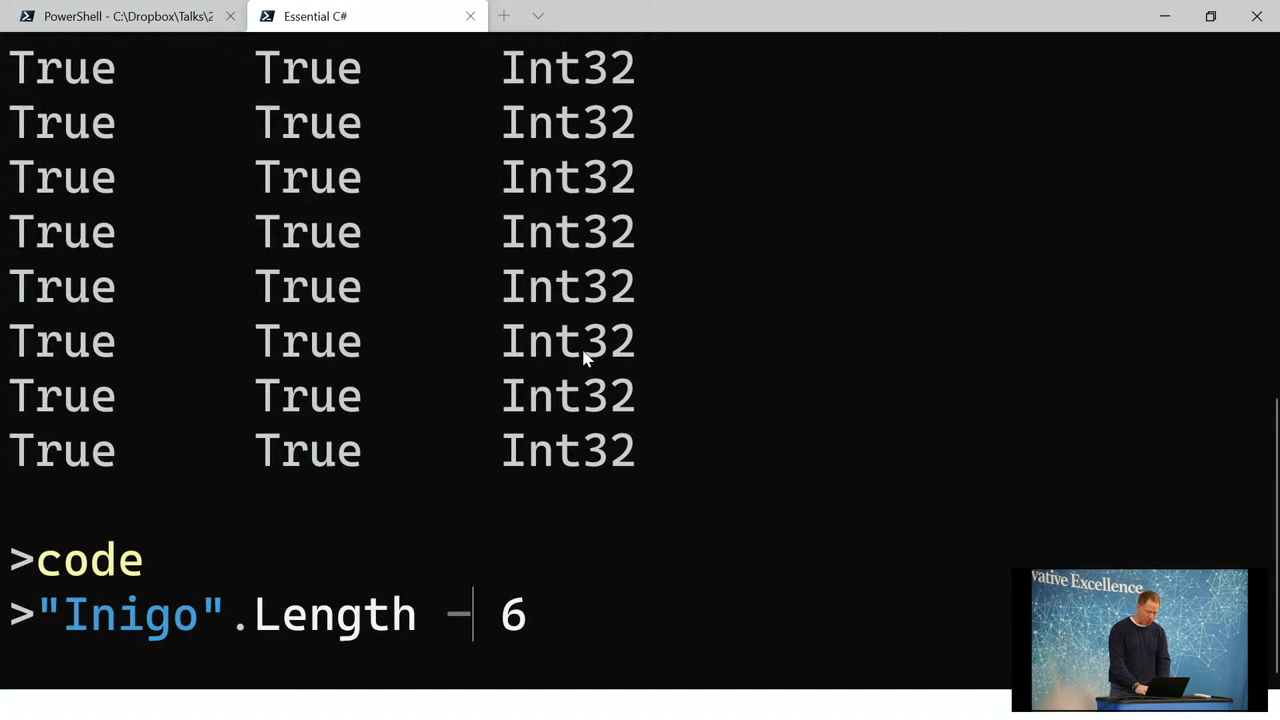 PowerShell - C:\Dropbox\Talks\2
Essential C#
True True Int32
True True Int32
True True Int32
True True Int32
True True Int32
True True Int32
True True Int32
True True Int32
>code
>"Inigo".Length - 6
vative Excellence